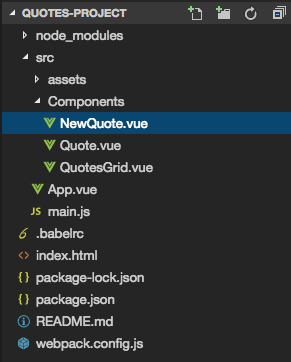 QUOTES-PROJECT
node_modules
src
assets
Components
NewQuote.vue
Quote.vue
QuotesGrid.vue
App.vue
JS main.js
.babelrc
index.html
package-lock.json
package.json
README.md
webpack.config.js